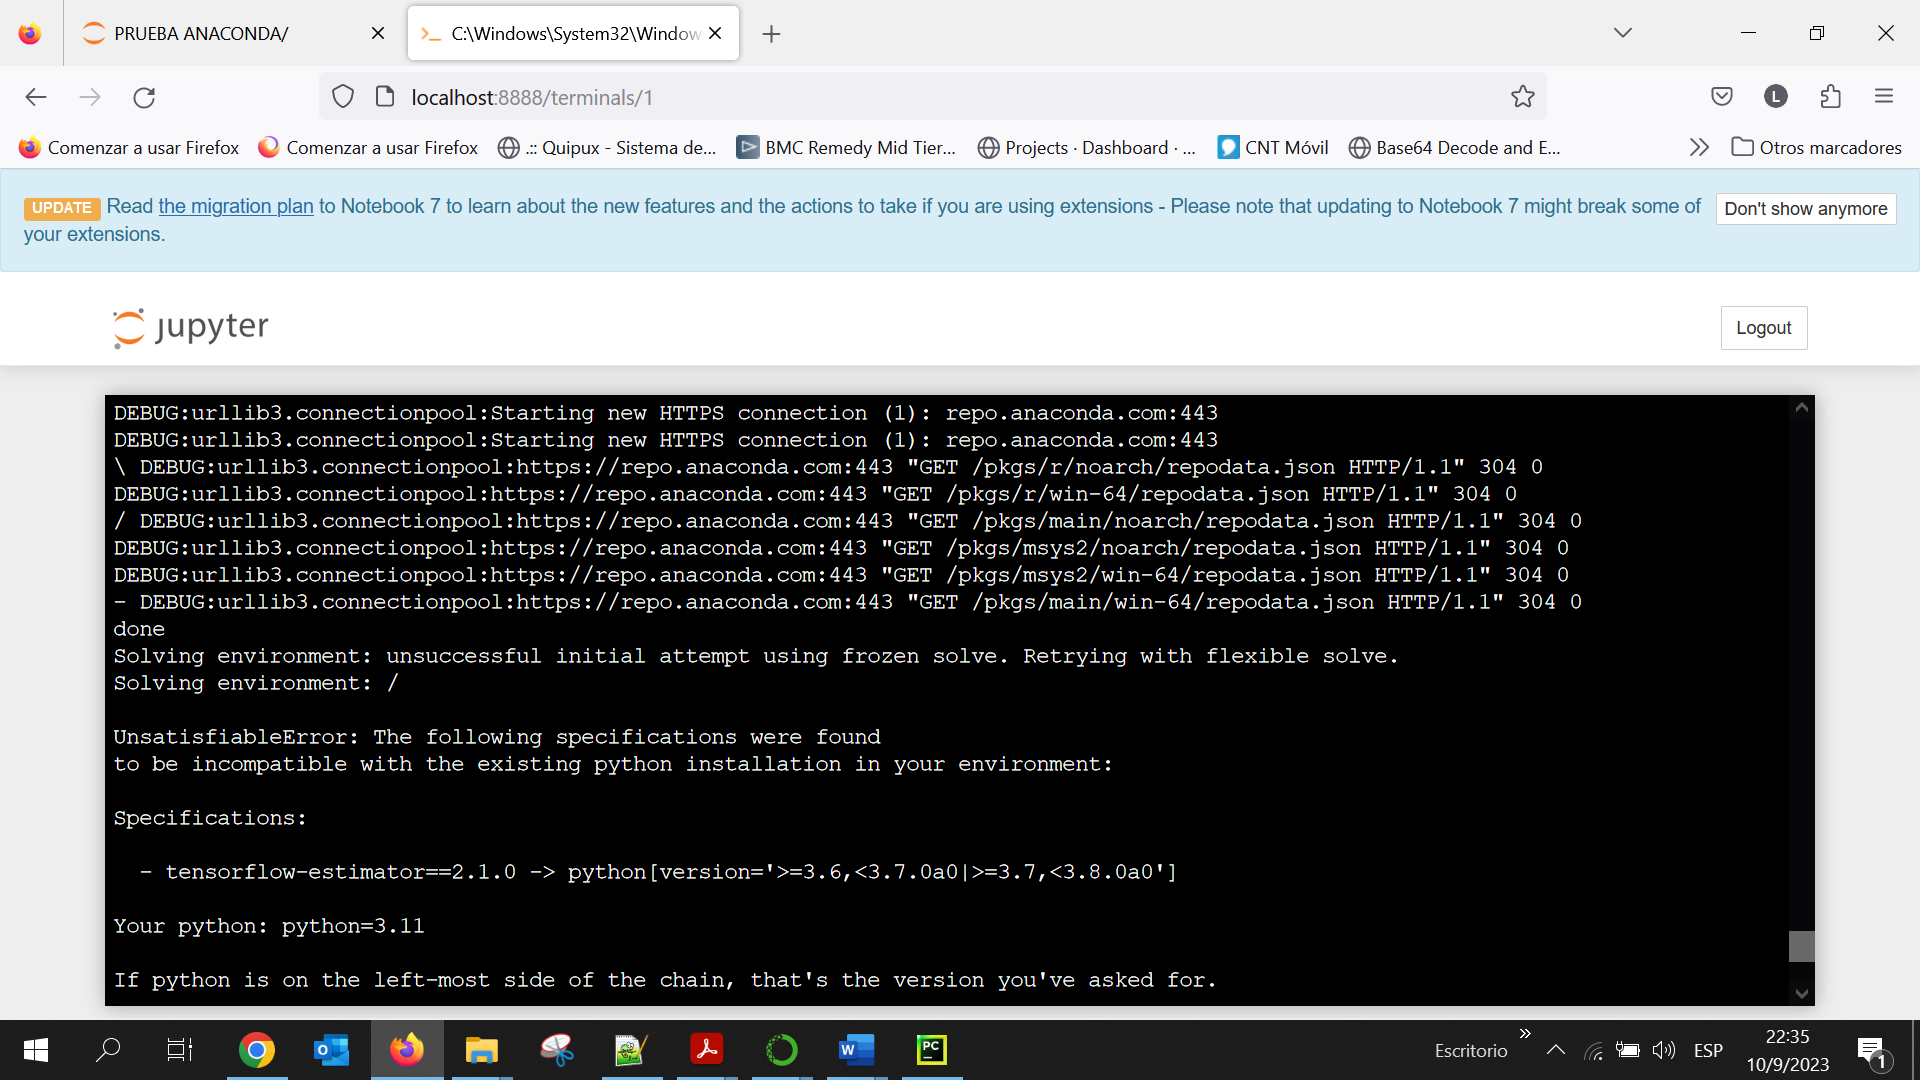 PRUEBA ANACONDA/
C:\Windows\System32\Window
localhost:8888/terminals/1
L
Comenzar a usar Firefox
Comenzar a usar Firefox
.:: Quipux - Sistema de...
BMC Remedy Mid Tier...
Projects · Dashboard · ...
CNT Móvil
Base64 Decode and E...
Otros marcadores
UPDATE Read the migration plan to Notebook 7 to learn about the new features and the actions to take if you are using extensions - Please note that updating to Notebook 7 might break some of
your extensions.
Don't show anymore
jupyter
Logout
DEBUG:urllib3.connectionpool:Starting new HTTPS connection (1): repo.anaconda.com:443
DEBUG:urllib3.connectionpool:Starting new HTTPS connection (1): repo.anaconda.com:443
\ DEBUG:urllib3.connectionpool:https://repo.anaconda.com:443 "GET /pkgs/r/noarch/repodata.json HTTP/1.1" 304 0
DEBUG:urllib3.connectionpool:https://repo.anaconda.com:443 "GET /pkgs/r/win-64/repodata.json HTTP/1.1" 304 0
/ DEBUG:urllib3.connectionpool:https://repo.anaconda.com:443 "GET /pkgs/main/noarch/repodata.json HTTP/1.1" 304 0
DEBUG:urllib3.connectionpool:https://repo.anaconda.com:443 "GET /pkgs/msys2/noarch/repodata.json HTTP/1.1" 304 0
DEBUG:urllib3.connectionpool:https://repo.anaconda.com:443 "GET /pkgs/msys2/win-64/repodata.json HTTP/1.1" 304 0
- DEBUG:urllib3.connectionpool:https://repo.anaconda.com:443 "GET /pkgs/main/win-64/repodata.json HTTP/1.1" 304 0
done
Solving environment: unsuccessful initial attempt using frozen solve. Retrying with flexible solve.
Solving environment: /
UnsatisfiableError: The following specifications were found
to be incompatible with the existing python installation in your environment:
Specifications:
- tensorflow-estimator==2.1.0 -> python[version='>=3.6,<3.7.0a0|>=3.7,<3.8.0a0']
Your python: python=3.11
If python is on the left-most side of the chain, that's the version you've asked for.
W
PC
Escritorio
ESP
22:35
10/9/2023
1